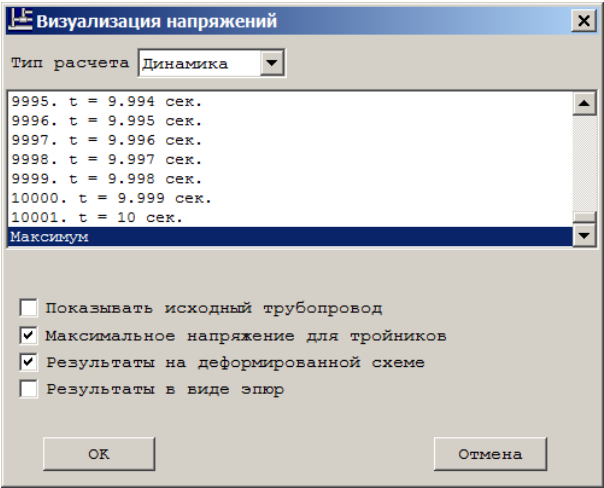 Визуализация напряжений
Тип расчета Динамика
9995. t = 9.994 сек.
9996. t = 9.995 сек.
9997. t = 9.996 сек.
9998. t = 9.997 сек.
9999. t = 9.998 сек.
10000. t = 9.999 сек.
10001. t = 10 сек.
Максимум
Показывать исходный трубопровод
Максимальное напряжение для тройников
Результаты на деформированной схеме
Результаты в виде эпюр
OK Отмена